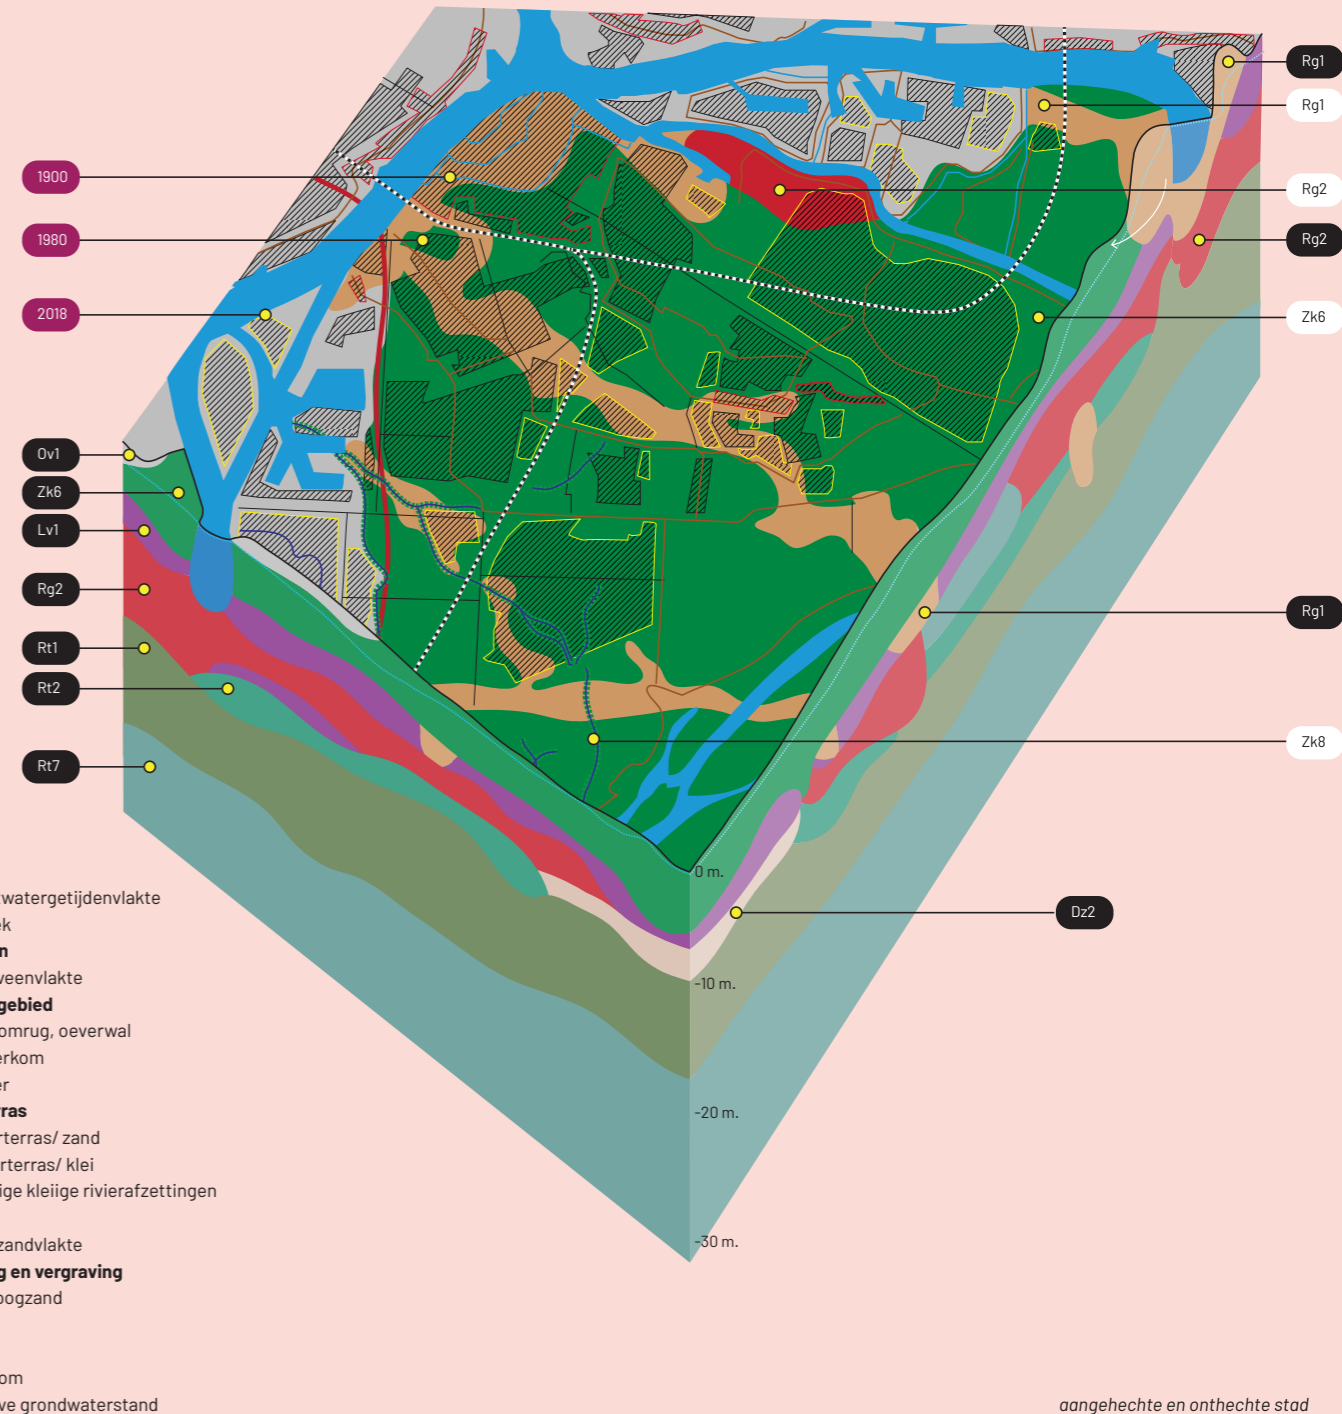 Rg1
Rg1
1900
Rg2
1980
Rg2
2018
Zk6
Ov1
Zk6
Lv1
Rg2
Rg1
Rt1
Rt2
Zk8
Rt7
0 m.
Dz2
-10 m.
-20 m.
-30 m.
watergetijdenvlakte
ek
n
veenvlakte
gebied
omrug, oeverwal
erkom
er
ras
rterras/ zand
rterras/ klei
ige kleiige rivierafzettingen
zandvlakte
g en vergraving
oogzand
om
ve grondwaterstand
aangehechte en onthechte stad